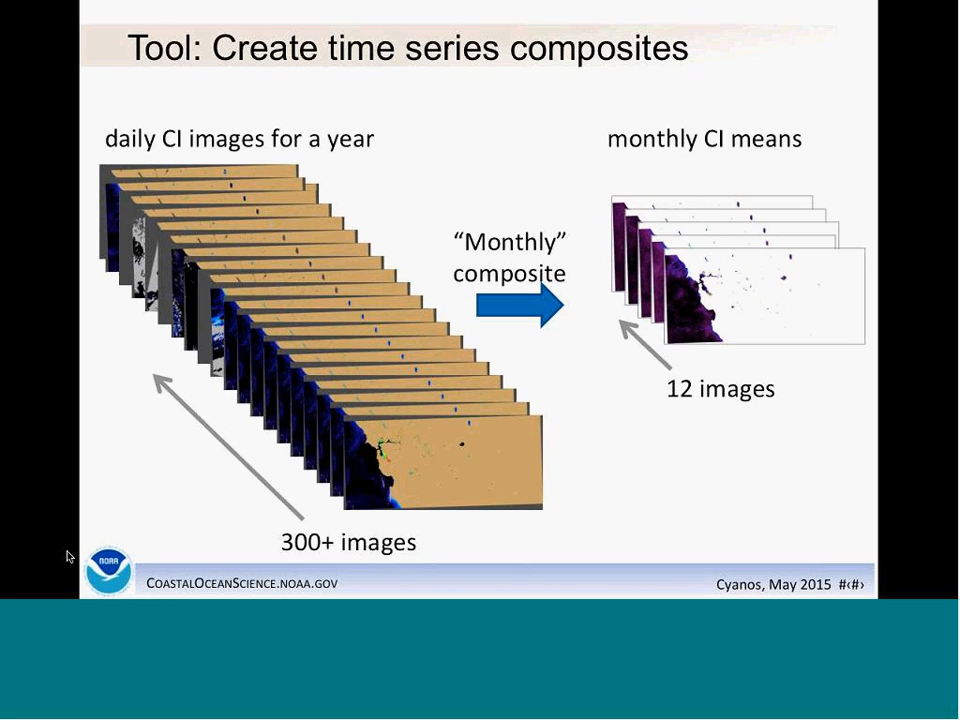 Tool: Create time series composites
daily CI images for a year
monthly CI means
“Monthly”
composite
12 images
300+ images
NOAA
COASTALOCEANSCIENCE.NOAA.GOV
Cyanos, May 2015 #‹#›